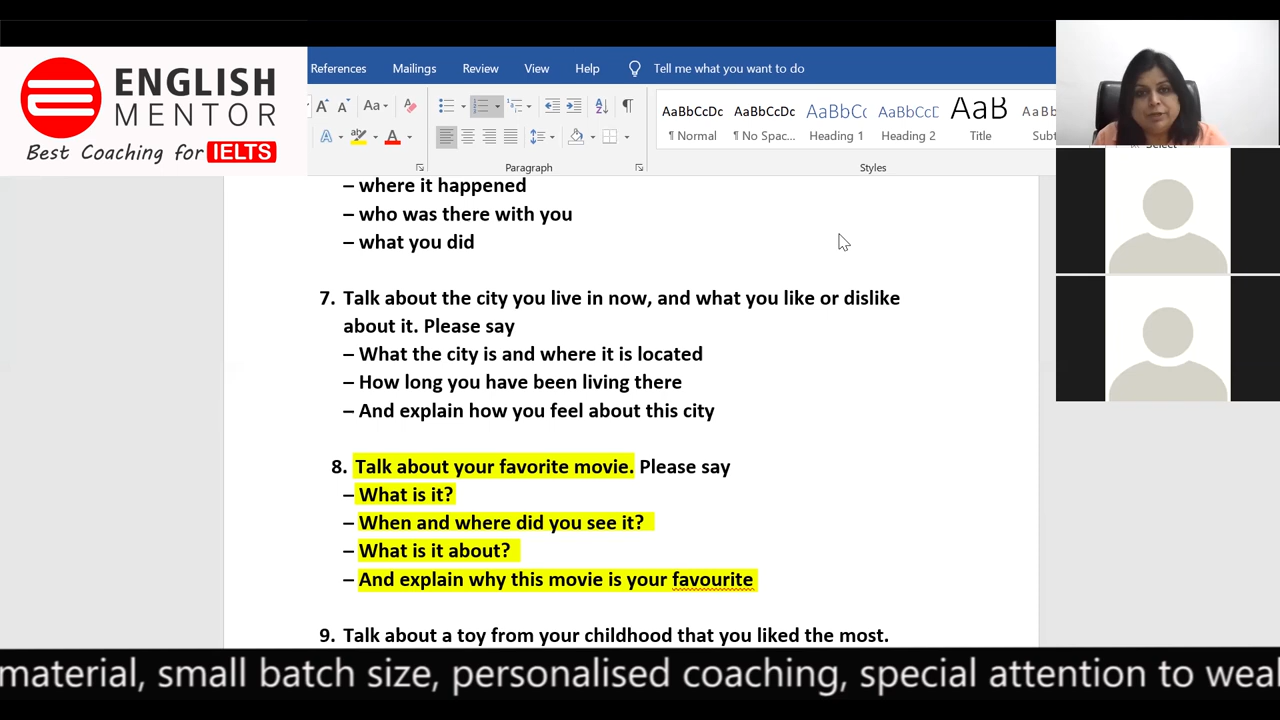 ENGLISH
MENTOR
Best Coaching for IELTS
References Mailings Review View Help Tell me what you want to do
Aa
A
AaBbCcDc AaBbCcDc AaBbC AaBbCcD AaB
¶ Normal ¶ No Spac... Heading 1 Heading 2 Title
Select
Paragraph Styles
– where it happened
– who was there with you
– what you did
7. Talk about the city you live in now, and what you like or dislike
about it. Please say
– What the city is and where it is located
– How long you have been living there
– And explain how you feel about this city
8. Talk about your favorite movie. Please say
– What is it?
– When and where did you see it?
– What is it about?
– And explain why this movie is your favourite
9. Talk about a toy from your childhood that you liked the most.
material, small batch size, personalised coaching, special attention to weak